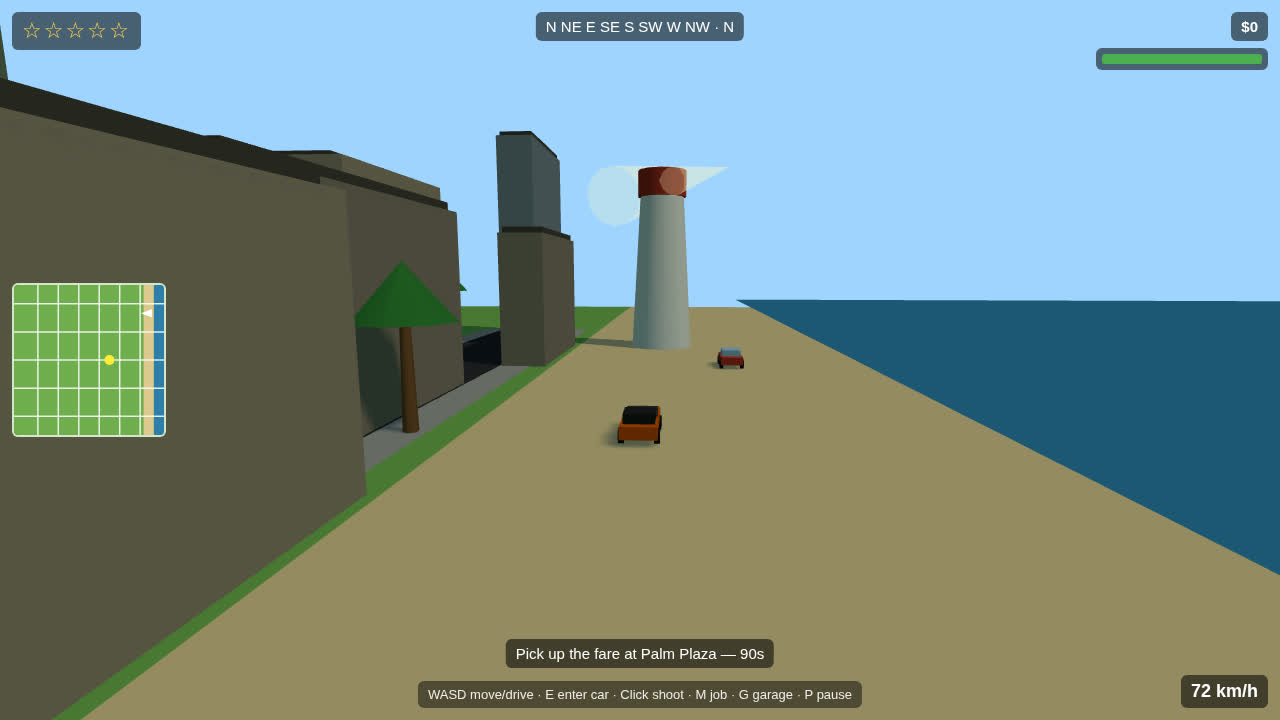 ☆☆☆☆☆
N NE E SE S SW W NW · N
$0
Pick up the fare at Palm Plaza — 90s
WASD move/drive · E enter car · Click shoot · M job · G garage · P pause
72 km/h